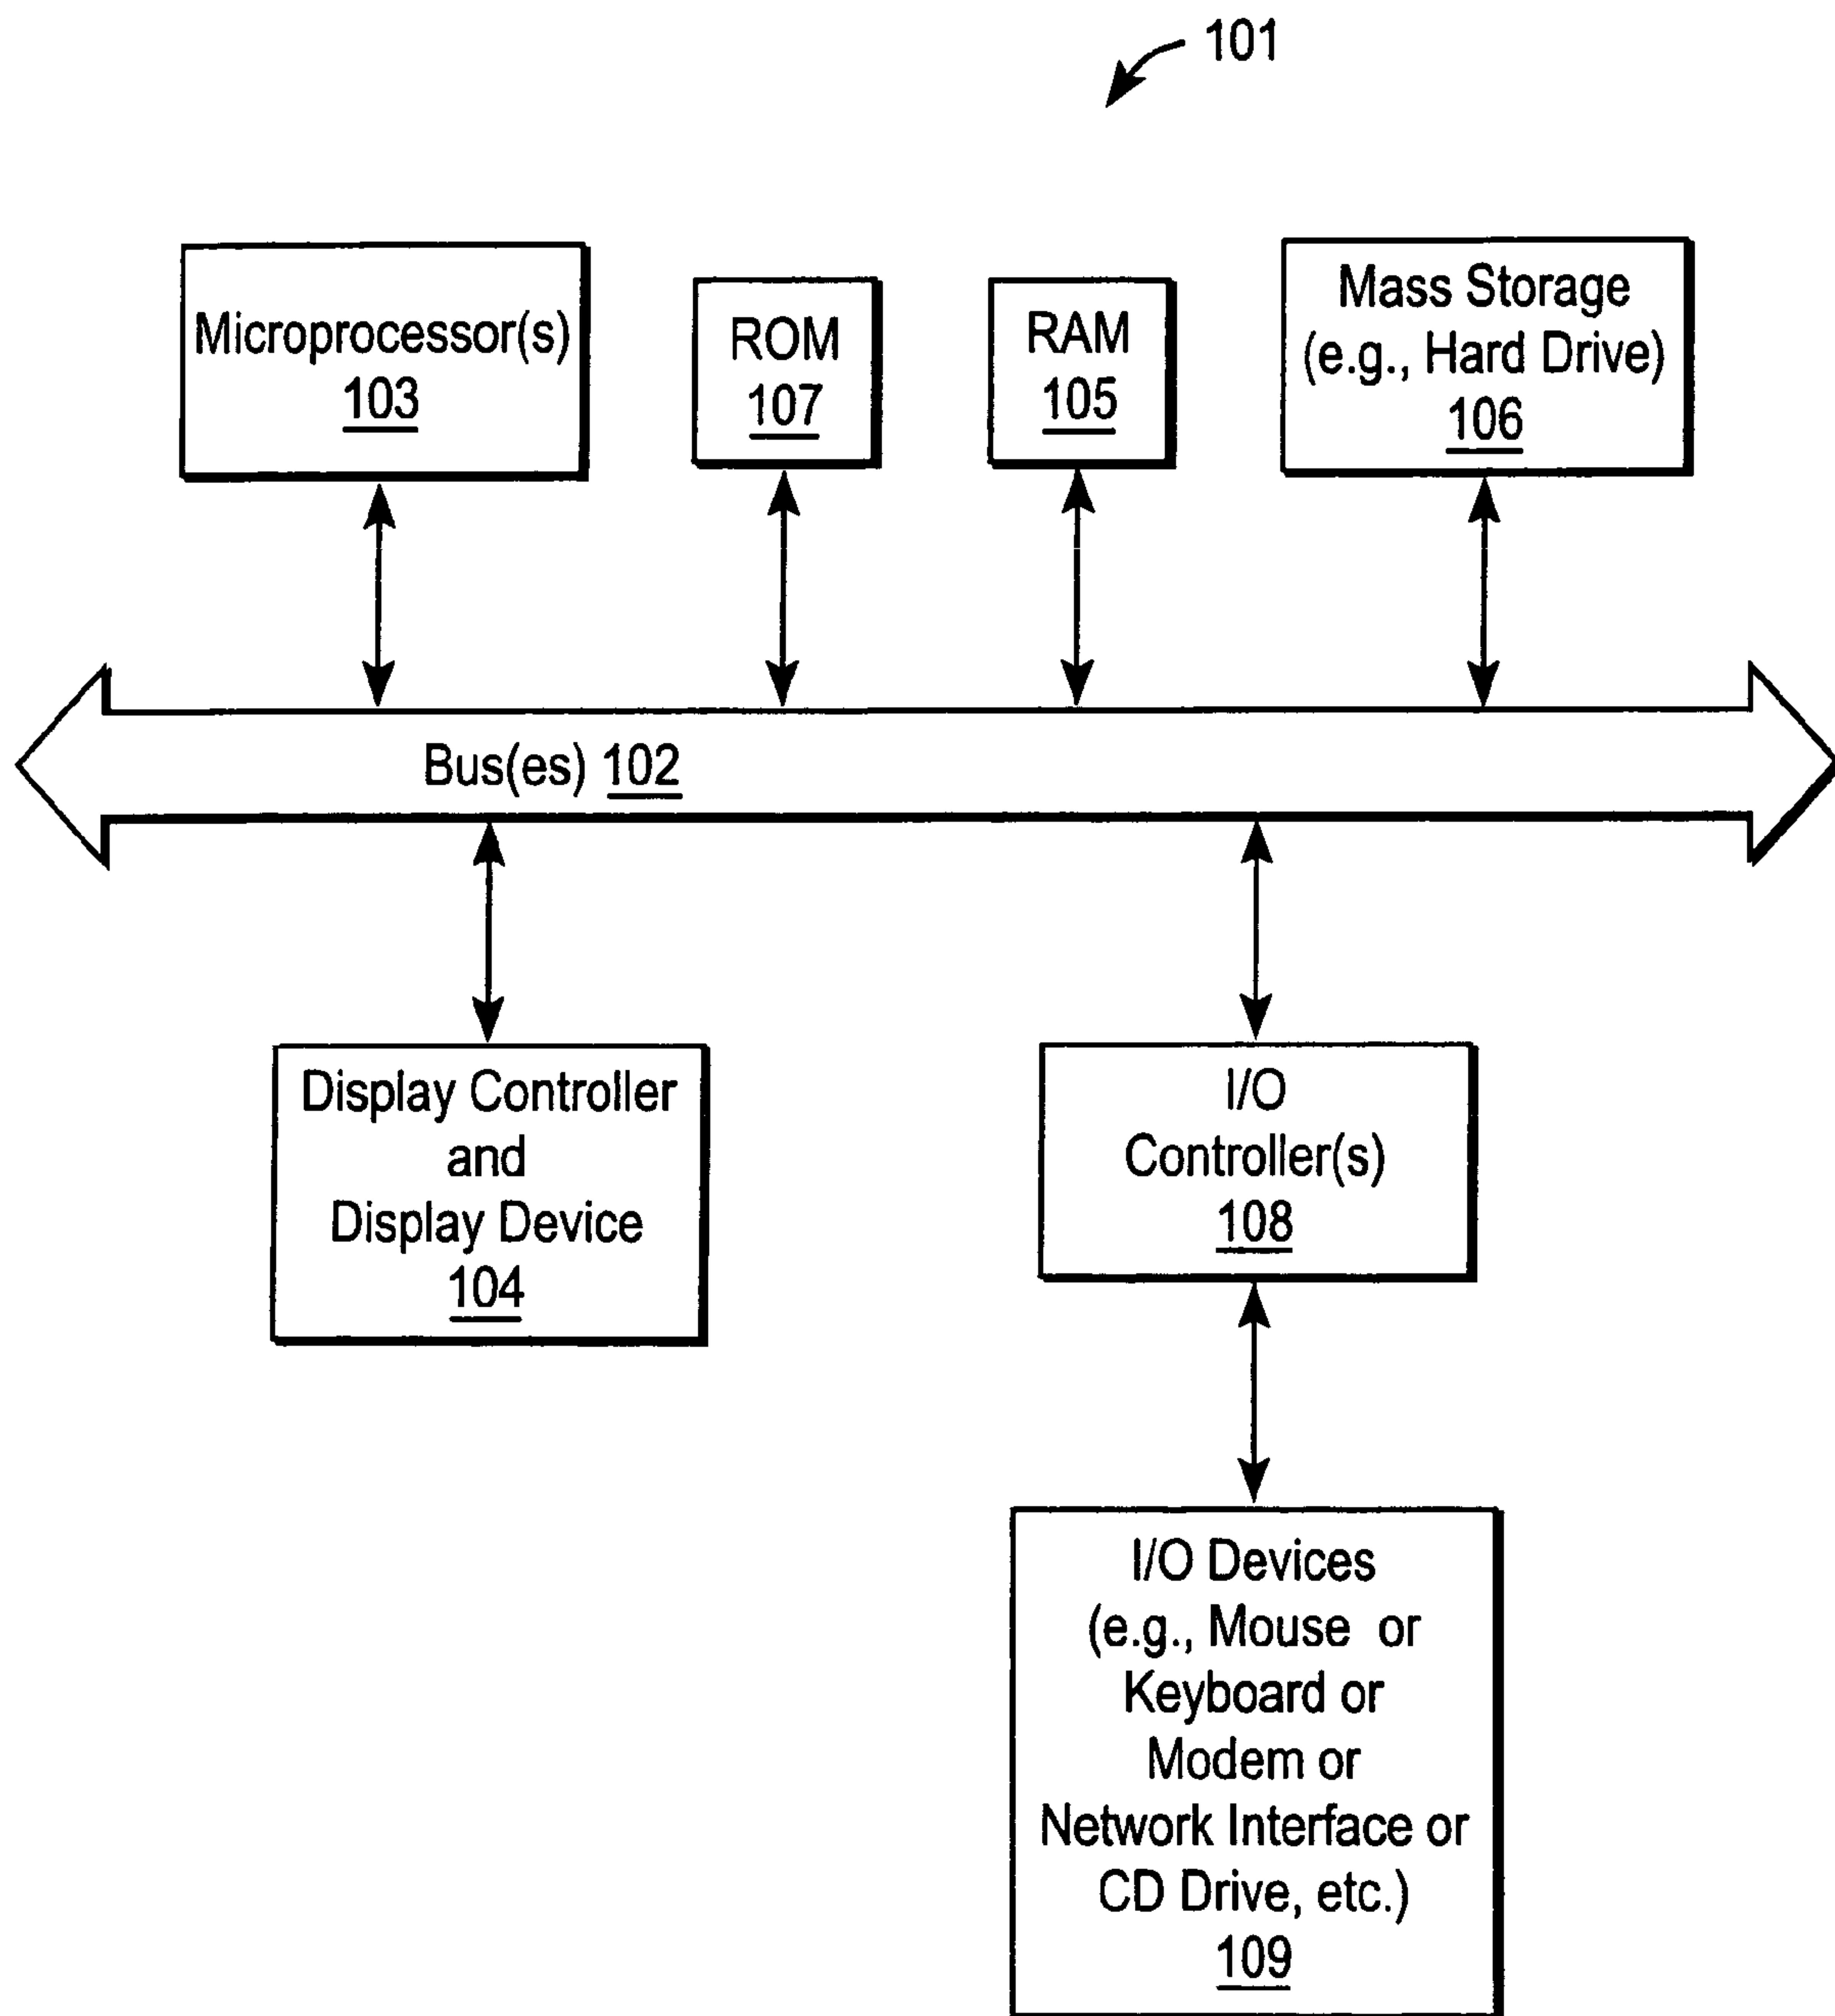 101
Microprocessor(s)
103
ROM
107
RAM
105
Mass Storage
(e.g., Hard Drive)
106
Bus(es) 102
Display Controller
and
Display Device
104
I/O
Controller(s)
108
I/O Devices
(e.g., Mouse or
Keyboard or
Modem or
Network Interface or
CD Drive, etc.)
109